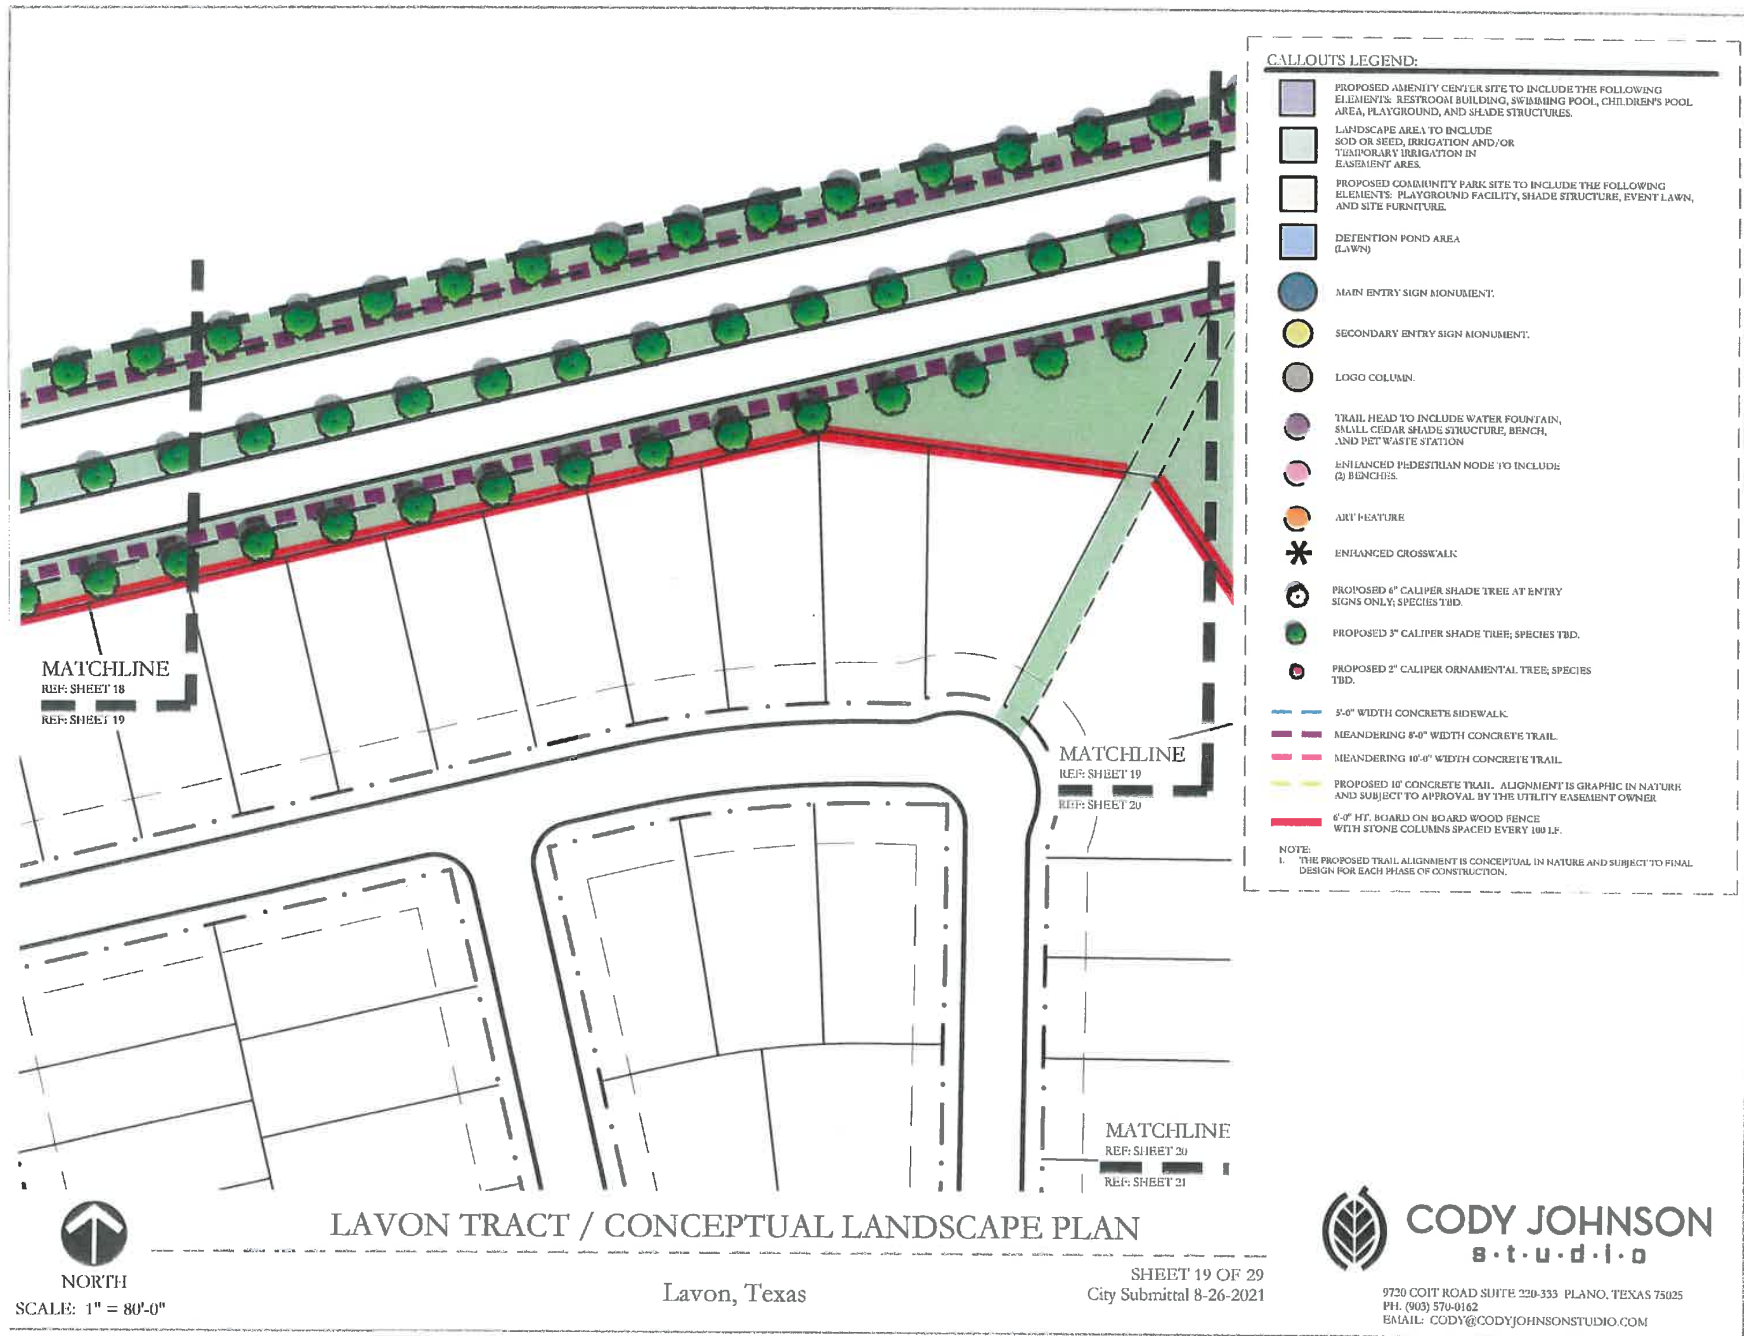 CALLOUTS LEGEND:
PROPOSED AMENITY CENTER SITE TO INCLUDE THE FOLLOWING
ELEMENTS: RESTROOM BUILDING, SWIMMING POOL, CHILDREN'S POOL
AREA, PLAYGROUND, AND SHADE STRUCTURES.
LANDSCAPE AREA TO INCLUDE
SOD OR SEED, IRRIGATION AND/OR
TEMPORARY IRRIGATION IN
EASEMENT ARES.
PROPOSED COMMUNITY PARK SITE TO INCLUDE THE FOLLOWING
ELEMENTS: PLAYGROUND FACILITY, SHADE STRUCTURE, EVENT LAWN,
AND SITE FURNITURE.
DETENTION POND AREA
(LAWN)
MAIN ENTRY SIGN MONUMENT.
SECONDARY ENTRY SIGN MONUMENT.
LOGO COLUMN.
TRAIL HEAD TO INCLUDE WATER FOUNTAIN,
SMALL CEDAR SHADE STRUCTURE, BENCH,
AND PET WASTE STATION
ENHANCED PEDESTRIAN NODE TO INCLUDE
(2) BENCHES.
ART FEATURE
ENHANCED CROSSWALK
PROPOSED 6" CALIPER SHADE TREE AT ENTRY
SIGNS ONLY; SPECIES TBD.
PROPOSED 3" CALIPER SHADE TREE; SPECIES TBD.
PROPOSED 2" CALIPER ORNAMENTAL TREE; SPECIES
TBD.
5'-0" WIDTH CONCRETE SIDEWALK.
MEANDERING 8'-0" WIDTH CONCRETE TRAIL.
MEANDERING 10'-0" WIDTH CONCRETE TRAIL.
PROPOSED 10' CONCRETE TRAIL. ALIGNMENT IS GRAPHIC IN NATURE
AND SUBJECT TO APPROVAL BY THE UTILITY EASEMENT OWNER
6'-0" HT. BOARD ON BOARD WOOD FENCE
WITH STONE COLUMNS SPACED EVERY 100 LF.
NOTE:
1. THE PROPOSED TRAIL ALIGNMENT IS CONCEPTUAL IN NATURE AND SUBJECT TO FINAL
DESIGN FOR EACH PHASE OF CONSTRUCTION.
MATCHLINE
REF: SHEET 18
REF: SHEET 19
MATCHLINE
REF: SHEET 19
REF: SHEET 20
MATCHLINE
REF: SHEET 20
REF: SHEET 21
NORTH
SCALE: 1" = 80'-0"
LAVON TRACT / CONCEPTUAL LANDSCAPE PLAN
Lavon, Texas
SHEET 19 OF 29
City Submittal 8-26-2021
CODY JOHNSON
s·t·u·d·i·o
9720 COIT ROAD SUITE 220-333 PLANO, TEXAS 75025
PH. (903) 570-0162
EMAIL: CODY@CODYJOHNSONSTUDIO.COM